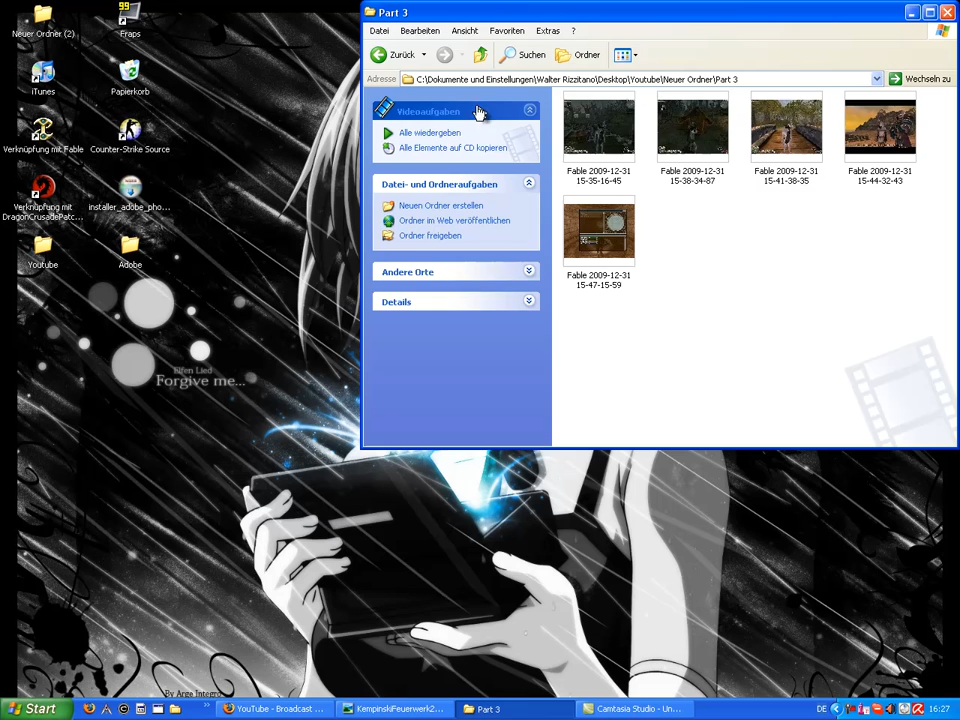 Neuer Ordner (2)
99
Fraps
iTunes
Papierkorb
Verknüpfung mit Fable
Counter-Strike Source
Verknüpfung mit
DragonCrusadePatc...
installer_adobe_pho...
Youtube
Adobe
Part 3
Datei Bearbeiten Ansicht Favoriten Extras ?
Zurück Suchen Ordner
Adresse C:\Dokumente und Einstellungen\Walter Rizzitano\Desktop\Youtube\Neuer Ordner\Part 3 Wechseln zu
Videoaufgaben
Alle wiedergeben
Alle Elemente auf CD kopieren
Datei- und Ordneraufgaben
Neuen Ordner erstellen
Ordner im Web veröffentlichen
Ordner freigeben
Andere Orte
Details
Fable 2009-12-31
15-35-16-45
Fable 2009-12-31
15-38-34-87
Fable 2009-12-31
15-41-38-35
Fable 2009-12-31
15-44-32-43
Fable 2009-12-31
15-47-15-59
Elfen Lied
Forgive me...
By Arge Integro
Start
YouTube - Broadcast ...
KempinskiFeuerwerk2...
Part 3
Camtasia Studio - Un...
DE
16:27